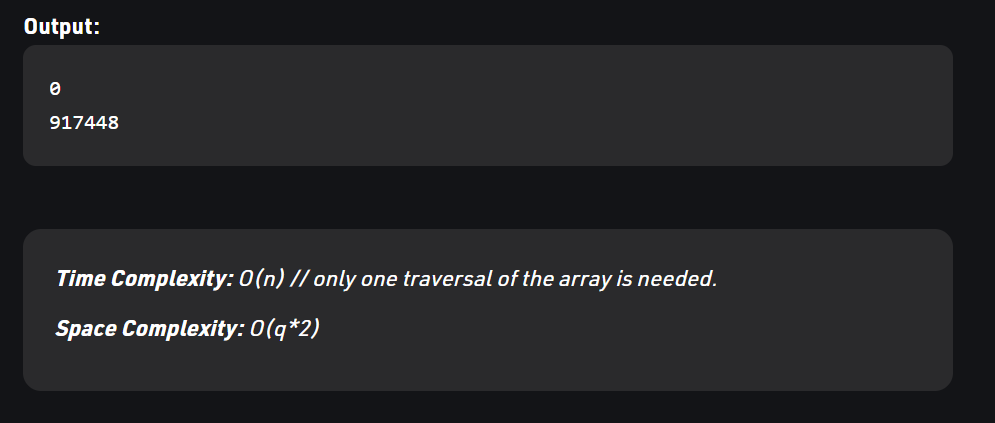 Output:
0
917448
Time Complexity: O(n) // only one traversal of the array is needed.
Space Complexity: O(q*2)